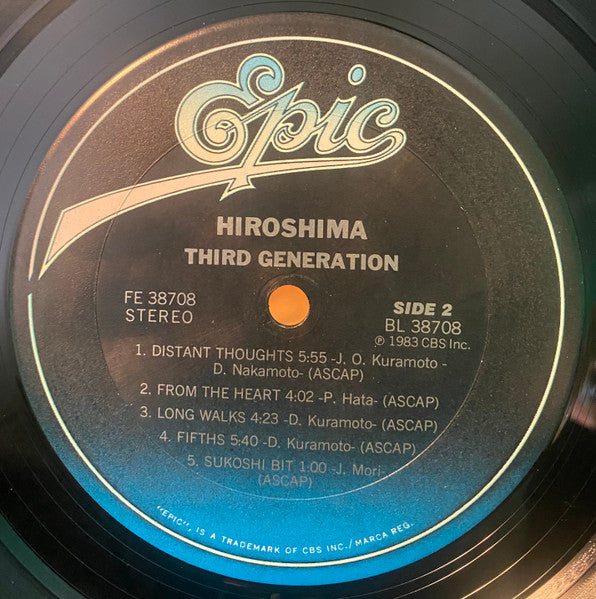 Epic
HIROSHIMA
THIRD GENERATION
FE 38708
STEREO
SIDE 2
BL 38708
℗ 1983 CBS Inc.
1. DISTANT THOUGHTS 5:55 -J. O. Kuramoto -
D. Nakamoto- (ASCAP)
2. FROM THE HEART 4:02 -P. Hata- (ASCAP)
3. LONG WALKS 4:23 -D. Kuramoto- (ASCAP)
4. FIFTHS 5:40 -D. Kuramoto- (ASCAP)
5. SUKOSHI BIT 1:00 -J. Mori-
(ASCAP)
"EPIC", IS A TRADEMARK OF CBS INC./MARCA REG.